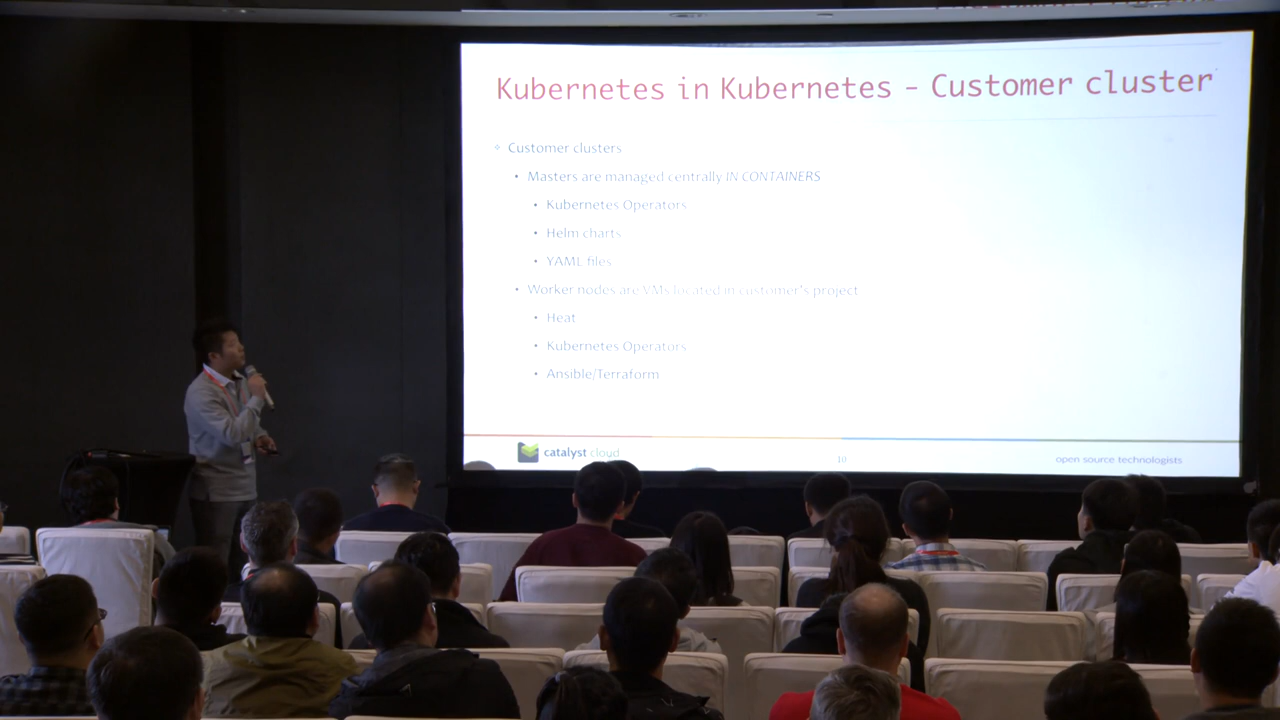 Kubernetes in Kubernetes - Customer cluster
Customer clusters
Masters are managed centrally IN CONTAINERS
Kubernetes Operators
Helm charts
YAML files
Worker nodes are VMs located in customer's project
Heat
Kubernetes Operators
Ansible/Terraform
catalyst cloud
10
open source technologists